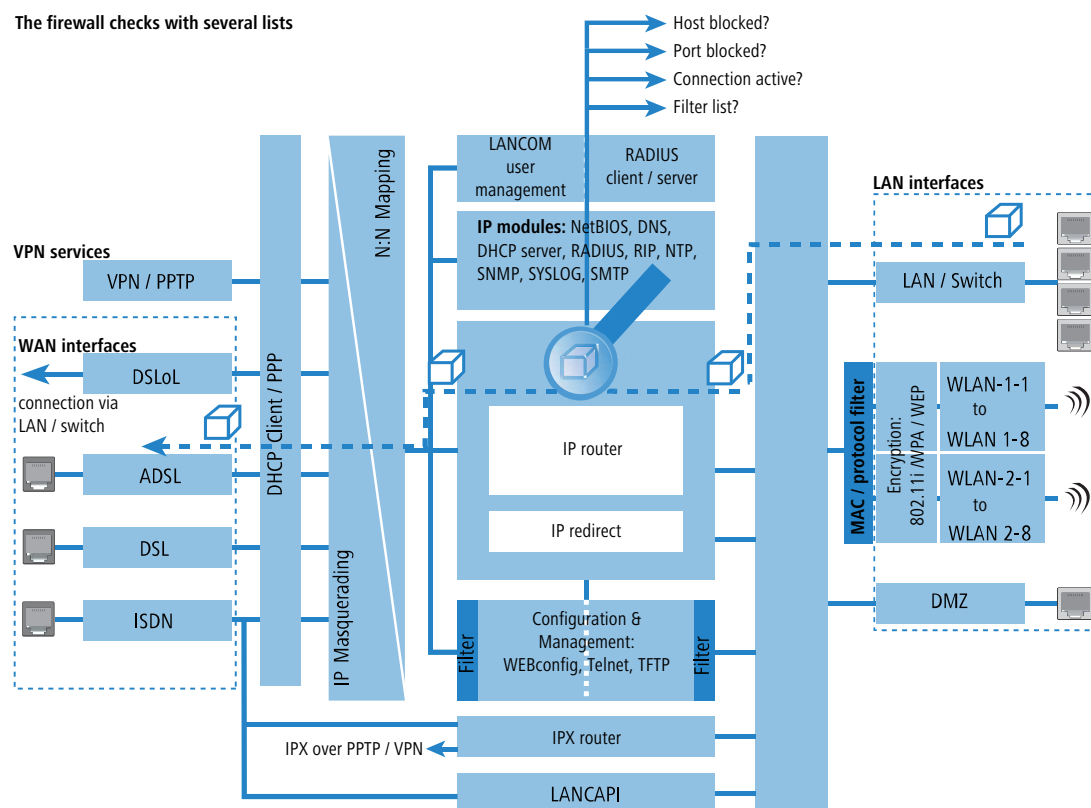 The firewall checks with several lists
Host blocked?
Port blocked?
Connection active?
Filter list?
LANCOM
user
management
RADIUS
client / server
IP modules: NetBIOS, DNS,
DHCP server, RADIUS, RIP, NTP,
SNMP, SYSLOG, SMTP
VPN services
VPN / PPTP
WAN interfaces
DSLoL
connection via
LAN / switch
ADSL
DSL
ISDN
DHCP Client / PPP
N:N Mapping
IP Masquerading
IP router
IP redirect
Filter
Configuration &
Management:
WEBconfig, Telnet, TFTP
Filter
IPX over PPTP / VPN
IPX router
LANCAPI
LAN interfaces
LAN / Switch
MAC / protocol filter
Encryption:
802.11i /WPA / WEP
WLAN-1-1
to
WLAN 1-8
WLAN-2-1
to
WLAN 2-8
DMZ